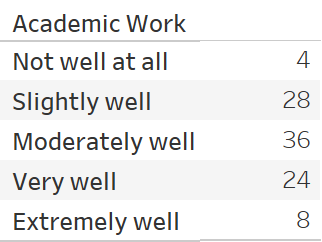 Academic Work
Not well at all 4
Slightly well 28
Moderately well 36
Very well 24
Extremely well 8